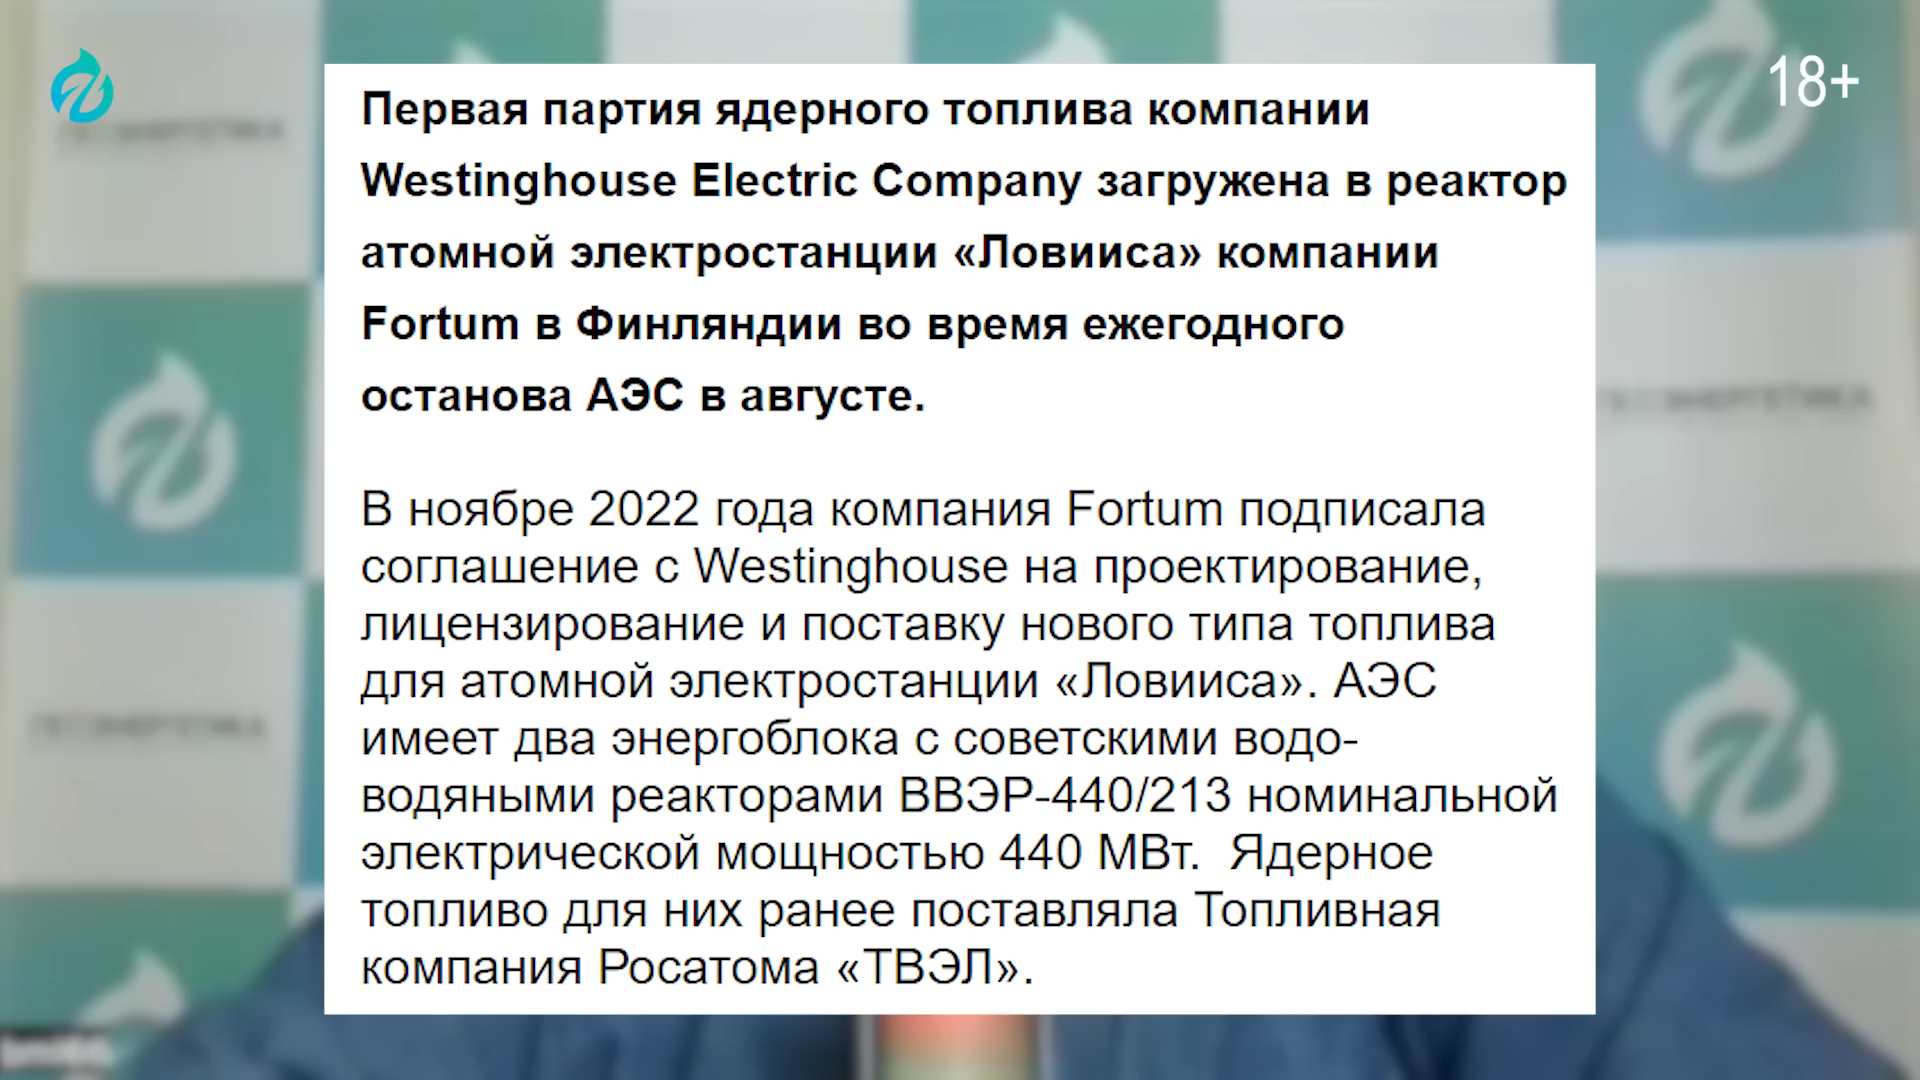 18+
Первая партия ядерного топлива компании
Westinghouse Electric Company загружена в реактор
атомной электростанции «Ловииса» компании
Fortum в Финляндии во время ежегодного
останова АЭС в августе.
В ноябре 2022 года компания Fortum подписала
соглашение с Westinghouse на проектирование,
лицензирование и поставку нового типа топлива
для атомной электростанции «Ловииса». АЭС
имеет два энергоблока с советскими водо-
водяными реакторами ВВЭР-440/213 номинальной
электрической мощностью 440 МВт.  Ядерное
топливо для них ранее поставляла Топливная
компания Росатома «ТВЭЛ».
ГЕОЭНЕРГЕТИКА
ГЕОЭНЕРГЕТИКА
ГЕОЭНЕРГЕТИКА